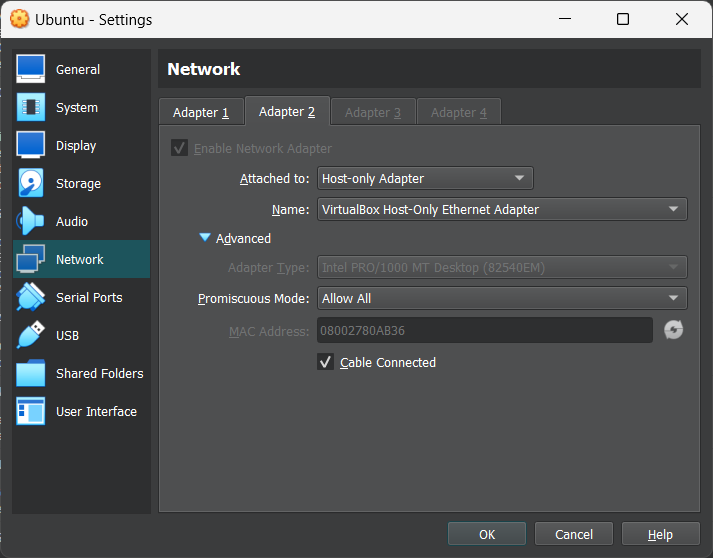 Ubuntu - Settings
General
System
Display
Storage
Audio
Network
Serial Ports
USB
Shared Folders
User Interface
Network
Adapter 1
Adapter 2
Adapter 3
Adapter 4
Enable Network Adapter
Attached to: Host-only Adapter
Name: VirtualBox Host-Only Ethernet Adapter
Advanced
Adapter Type: Intel PRO/1000 MT Desktop (82540EM)
Promiscuous Mode: Allow All
MAC Address: 08002780AB36
Cable Connected
OK
Cancel
Help